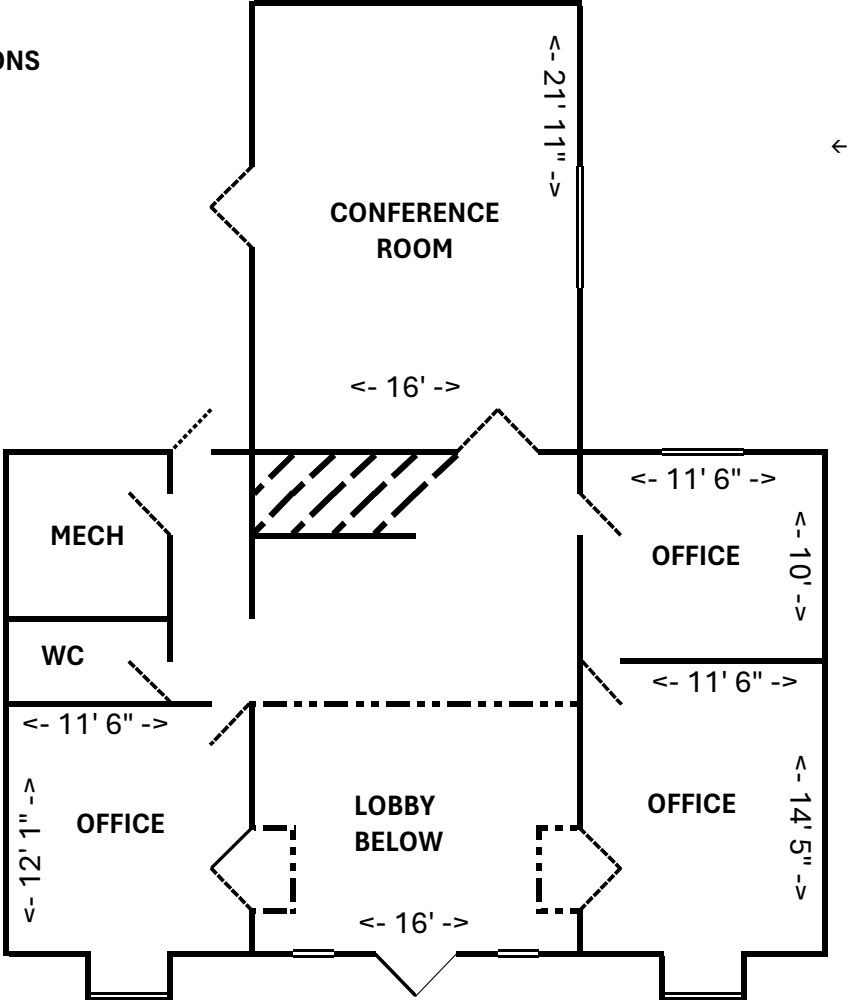 ONS
<- 21' 11" ->
←
CONFERENCE
ROOM
<- 16' ->
<- 11' 6" ->
MECH
OFFICE
<- 10' ->
WC
<- 11' 6" ->
<- 11' 6" ->
<- 12' 1" ->
OFFICE
LOBBY
BELOW
OFFICE
<- 14' 5" ->
<- 16' ->